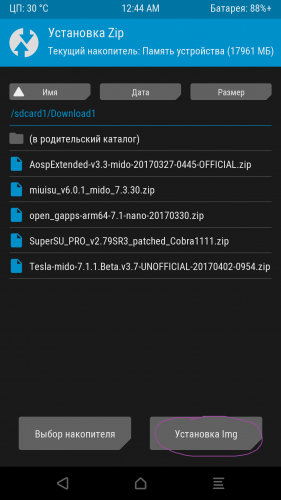 ЦП: 30 °C 12:44 AM Батарея: 88%+
Установка Zip
Текущий накопитель: Память устройства (17961 МБ)
Имя Дата Размер
/sdcard1/Download1
(в родительский каталог)
AospExtended-v3.3-mido-20170327-0445-OFFICIAL.zip
miuisu_v6.0.1_mido_7.3.30.zip
open_gapps-arm64-7.1-nano-20170330.zip
SuperSU_PRO_v2.79SR3_patched_Cobra1111.zip
Tesla-mido-7.1.1.Beta.v3.7-UNOFFICIAL-20170402-0954.zip
Выбор накопителя Установка Img